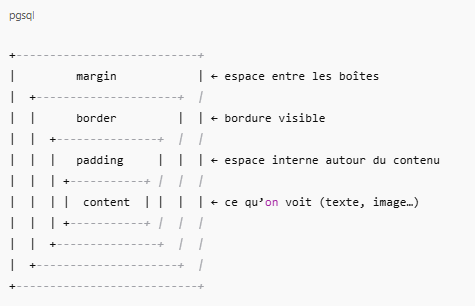 pgsql
+--------------------------+
|         margin            | ← espace entre les boîtes
|  +---------------------+  |
|  |      border         |  | ← bordure visible
|  |  +---------------+  |  |
|  |  |   padding     |  |  | ← espace interne autour du contenu
|  |  | +-----------+ |  |  |
|  |  | |  content  | |  |  | ← ce qu’on voit (texte, image…)
|  |  | +-----------+ |  |  |
|  |  +---------------+  |  |
|  +---------------------+  |
+--------------------------+